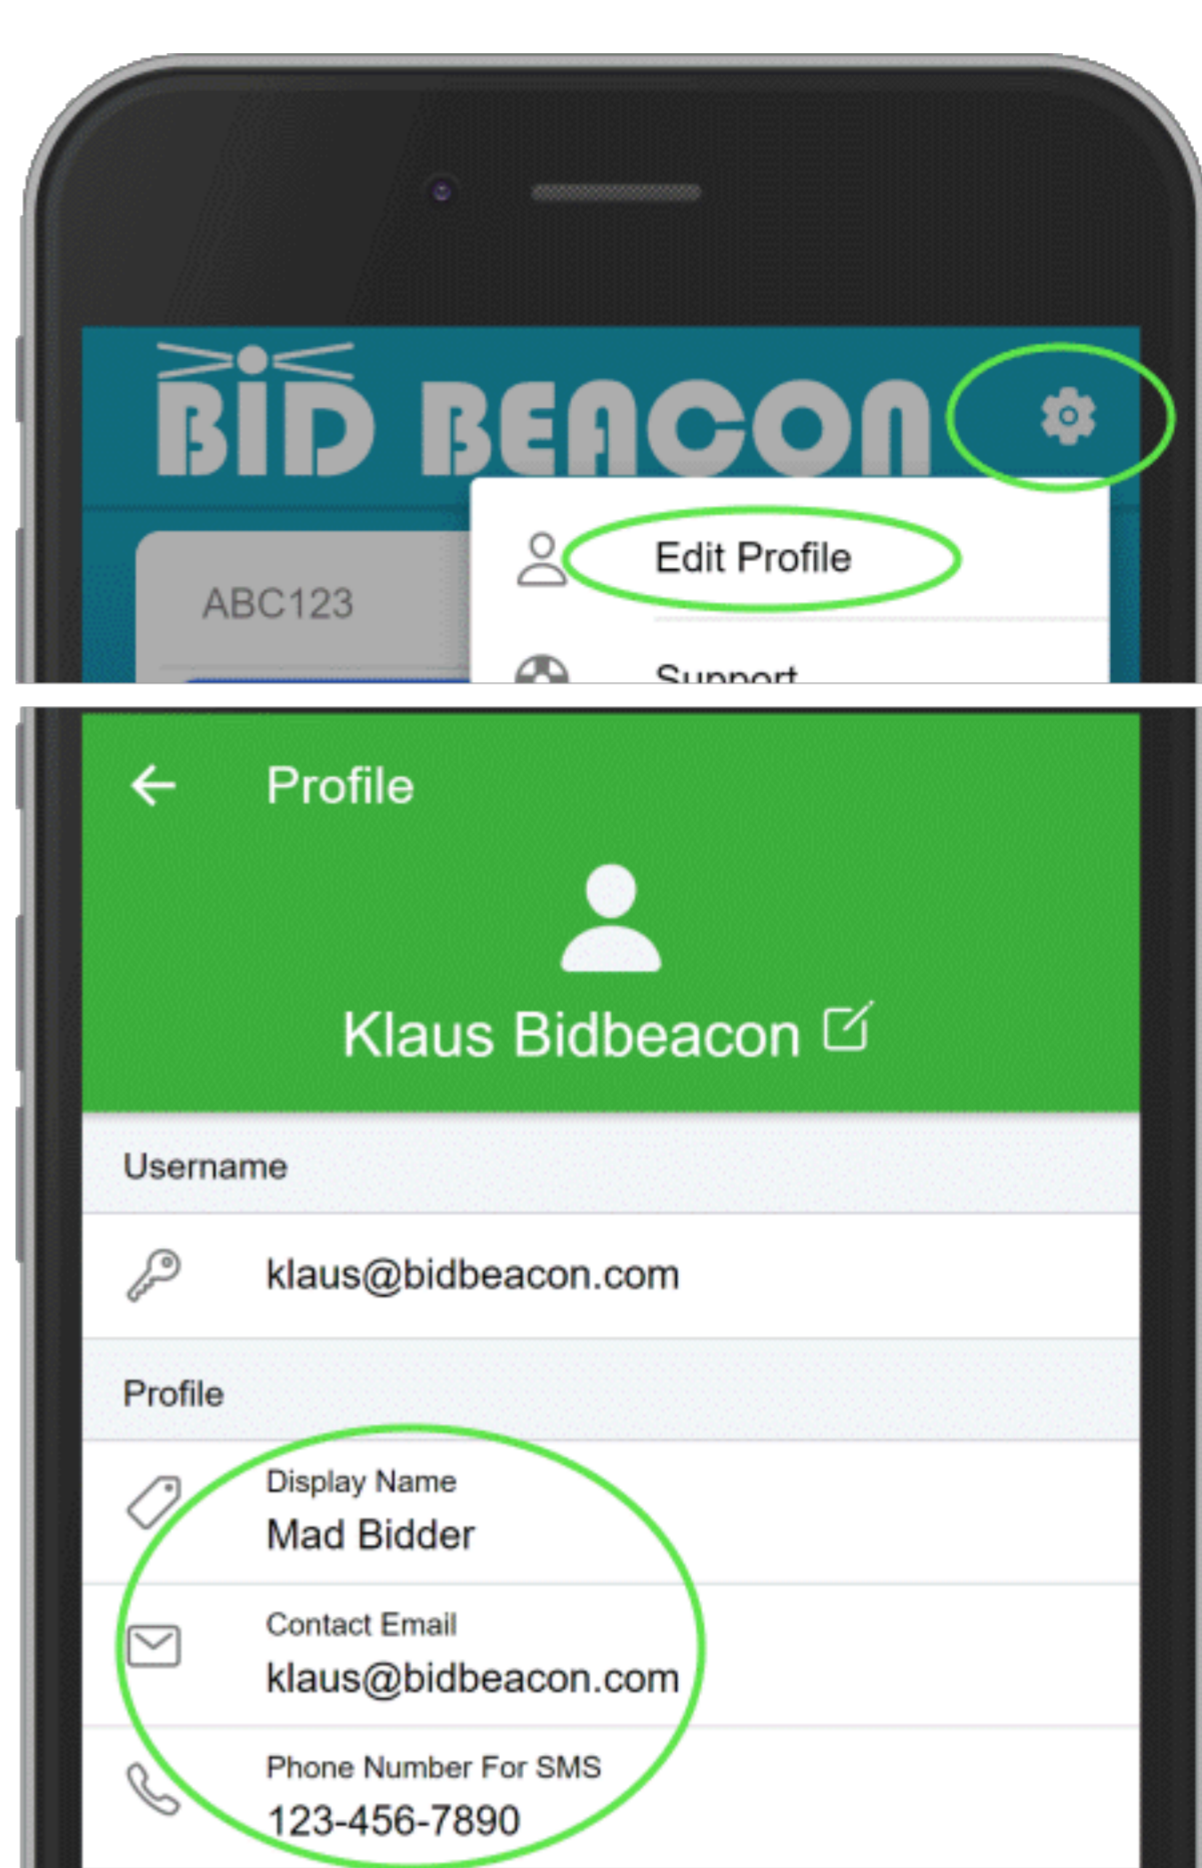 BID BEACON
Edit Profile
ABC123
Support
Profile
Klaus Bidbeacon
Username
klaus@bidbeacon.com
Profile
Display Name
Mad Bidder
Contact Email
klaus@bidbeacon.com
Phone Number For SMS
123-456-7890